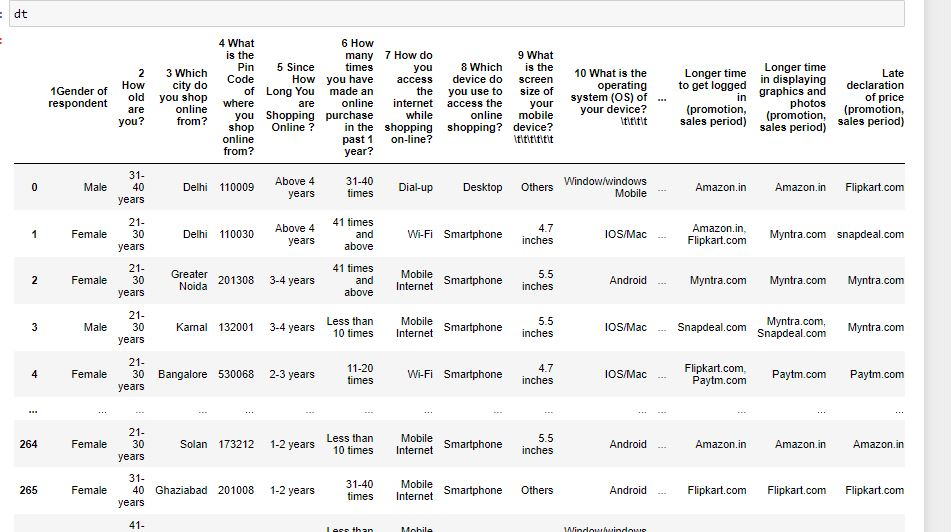 dt
1Gender of respondent 2 How old are you? 3 Which city do you shop online from? 4 What is the Pin Code of where you shop online from? 5 Since How Long You are Shopping Online ? 6 How many times you have made an online purchase in the past 1 year? 7 How do you access the internet while shopping on-line? 8 Which device do you use to access the online shopping? 9 What is the screen size of your mobile device? \t\t\t\t\t\t 10 What is the operating system (OS) of your device? \t\t\t\t ... Longer time to get logged in (promotion, sales period) Longer time in displaying graphics and photos (promotion, sales period) Late declaration of price (promotion, sales period)
0 Male 31-40 years Delhi 110009 Above 4 years 31-40 times Dial-up Desktop Others Window/windows Mobile ... Amazon.in Amazon.in Flipkart.com
1 Female 21-30 years Delhi 110030 Above 4 years 41 times and above Wi-Fi Smartphone 4.7 inches IOS/Mac ... Amazon.in, Flipkart.com Myntra.com snapdeal.com
2 Female 21-30 years Greater Noida 201308 3-4 years 41 times and above Mobile Internet Smartphone 5.5 inches Android ... Myntra.com Myntra.com Myntra.com
3 Male 21-30 years Karnal 132001 3-4 years Less than 10 times Mobile Internet Smartphone 5.5 inches IOS/Mac ... Snapdeal.com Myntra.com, Snapdeal.com Myntra.com
4 Female 21-30 years Bangalore 530068 2-3 years 11-20 times Wi-Fi Smartphone 4.7 inches IOS/Mac ... Flipkart.com, Paytm.com Paytm.com Paytm.com
... ... ... ... ... ... ... ... ... ... ... ... ... ... ...
264 Female 21-30 years Solan 173212 1-2 years Less than 10 times Mobile Internet Smartphone 5.5 inches Android ... Amazon.in Amazon.in Amazon.in
265 Female 31-40 years Ghaziabad 201008 1-2 years 31-40 times Mobile Internet Smartphone Others Android ... Flipkart.com Flipkart.com Flipkart.com
41- Less than Mobile Window/windows